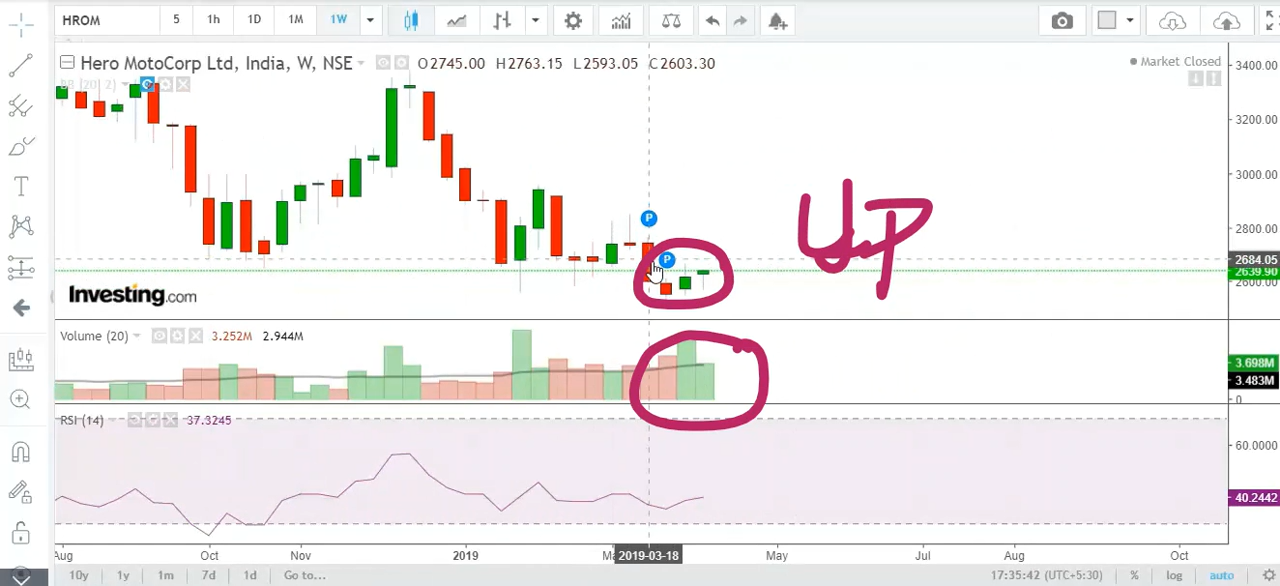 HROM 5 1h 1D 1M 1W
Hero MotoCorp Ltd, India, W, NSE O2745.00 H2763.15 L2593.05 C2603.30
Market Closed
BB (20, 2)
3400.00
3200.00
3000.00
2800.00
2684.05
2639.90
2600.00
P
P
UP
Investing.com
Volume (20) 3.252M 2.944M
3.698M
3.483M
0
RSI (14) 37.3245
60.0000
40.2442
Aug Oct Nov 2019 2019-03-18 May Jul Aug Oct
10y 1y 1m 7d 1d Go to... 17:35:42 (UTC+5:30) % log auto